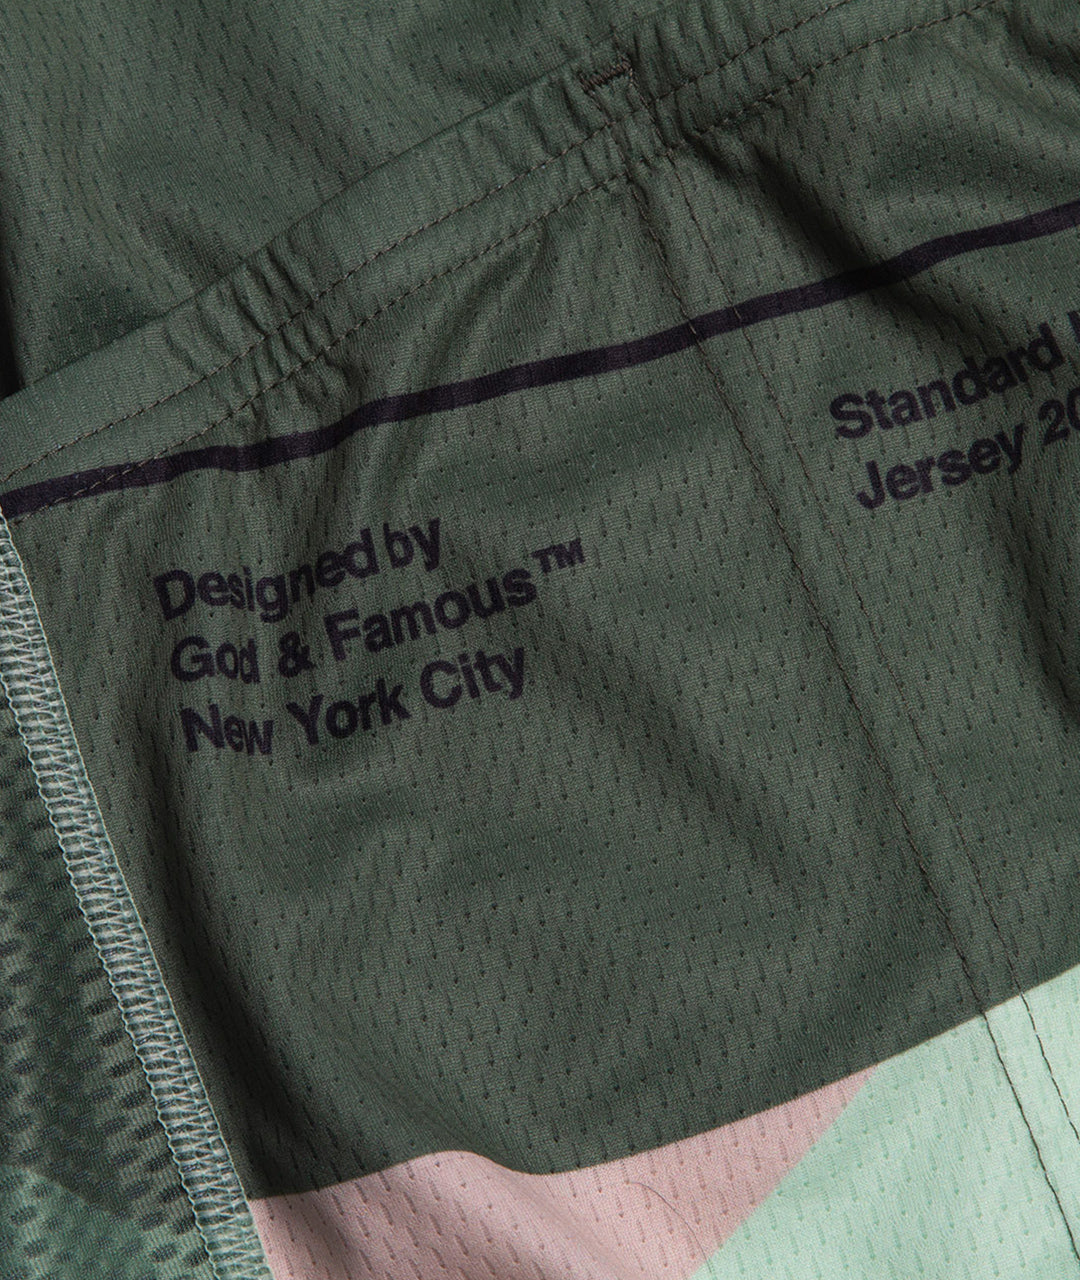 Designed by
God & Famous™
New York City
Standard
Jersey